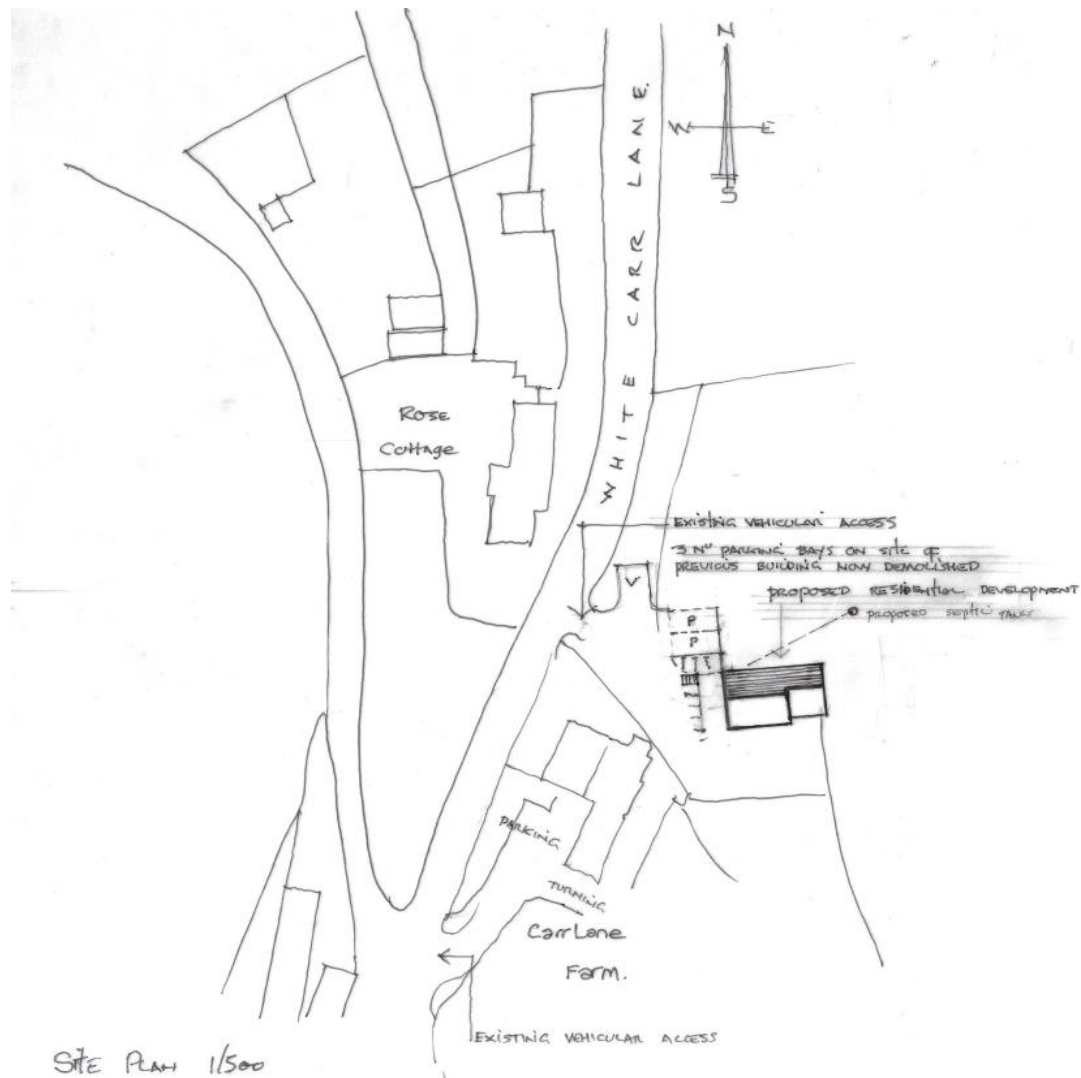 N
W E
S
WHITE CARR LANE.
Rose
Cottage
EXISTING VEHICULAR ACCESS
3 No PARKING BAYS ON SITE OF
PREVIOUS BUILDING NOW DEMOLISHED
PROPOSED RESIDENTIAL DEVELOPMENT
PROPOSED SEPTIC TANK
V
P
P
PARKING
TURNING
Carr Lane
Farm.
EXISTING VEHICULAR ACCESS
SITE PLAN 1/500